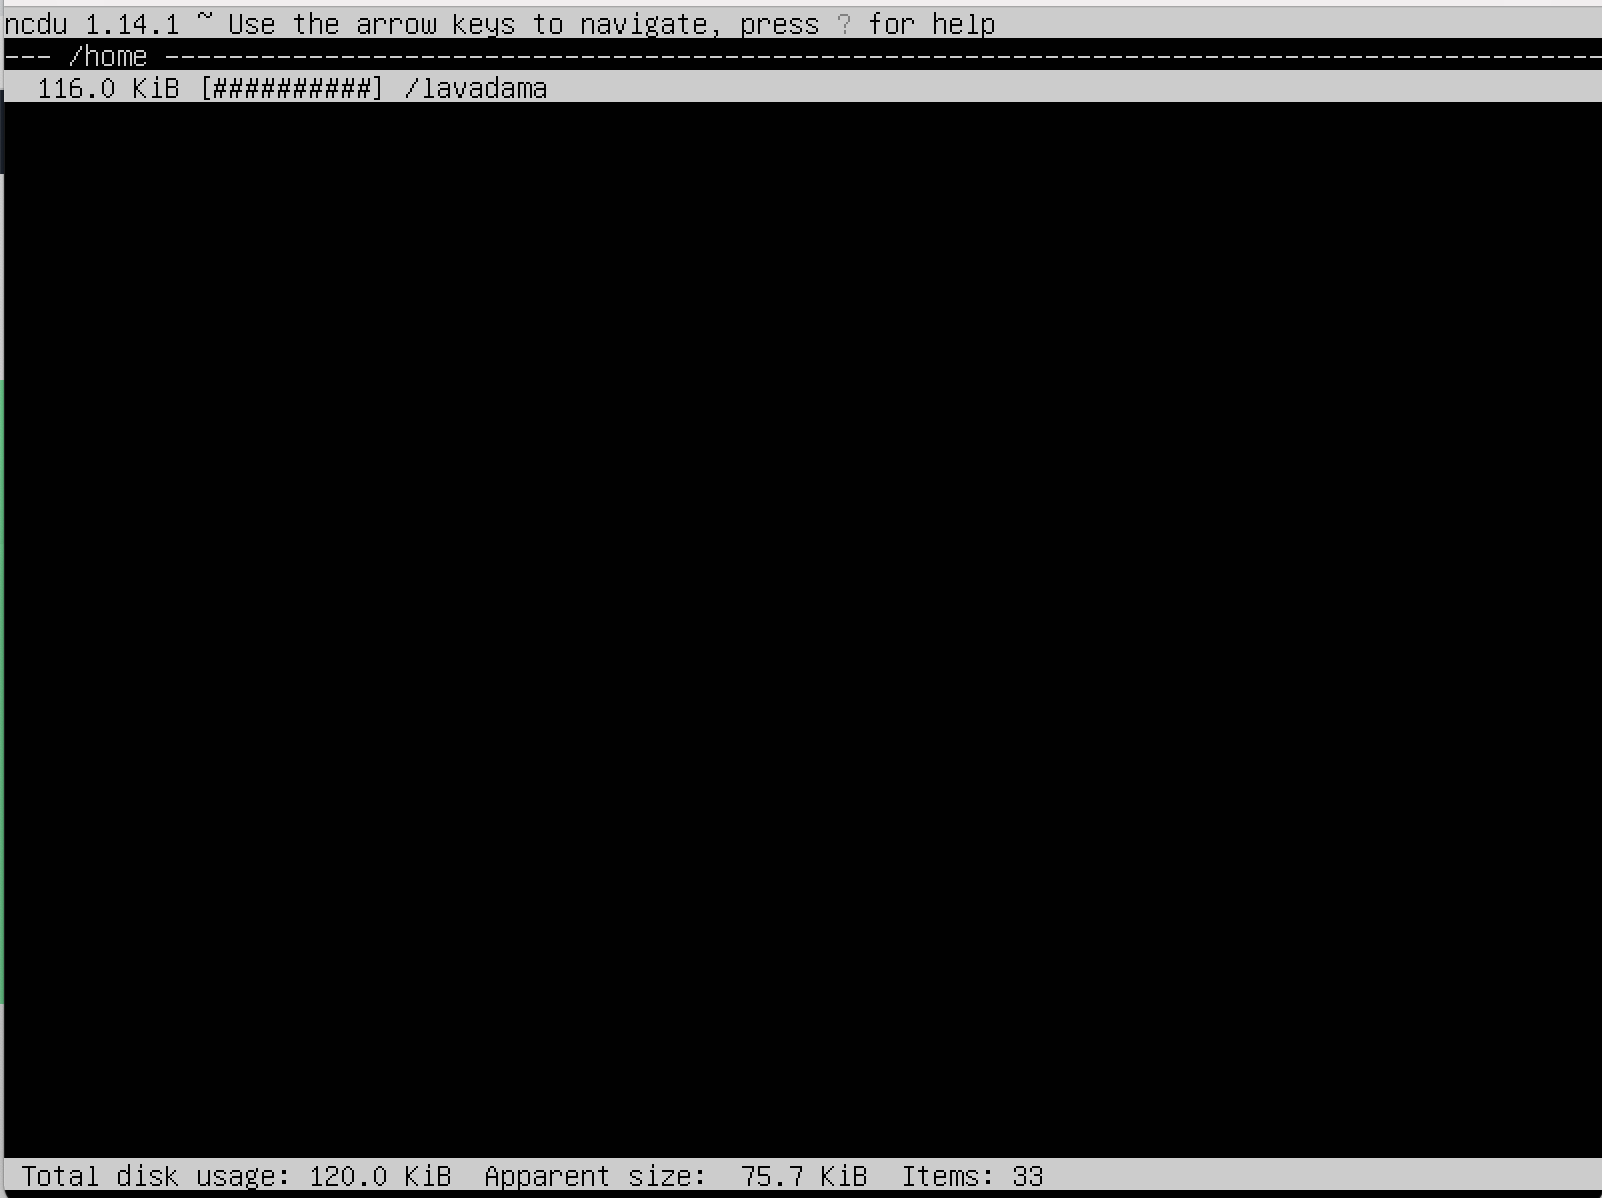 ncdu 1.14.1 ~ Use the arrow keys to navigate, press ? for help
--- /home ----------------------------------------------------------------------------------------------------
  116.0 KiB [##########] /lavadama
 Total disk usage: 120.0 KiB  Apparent size:  75.7 KiB  Items: 33